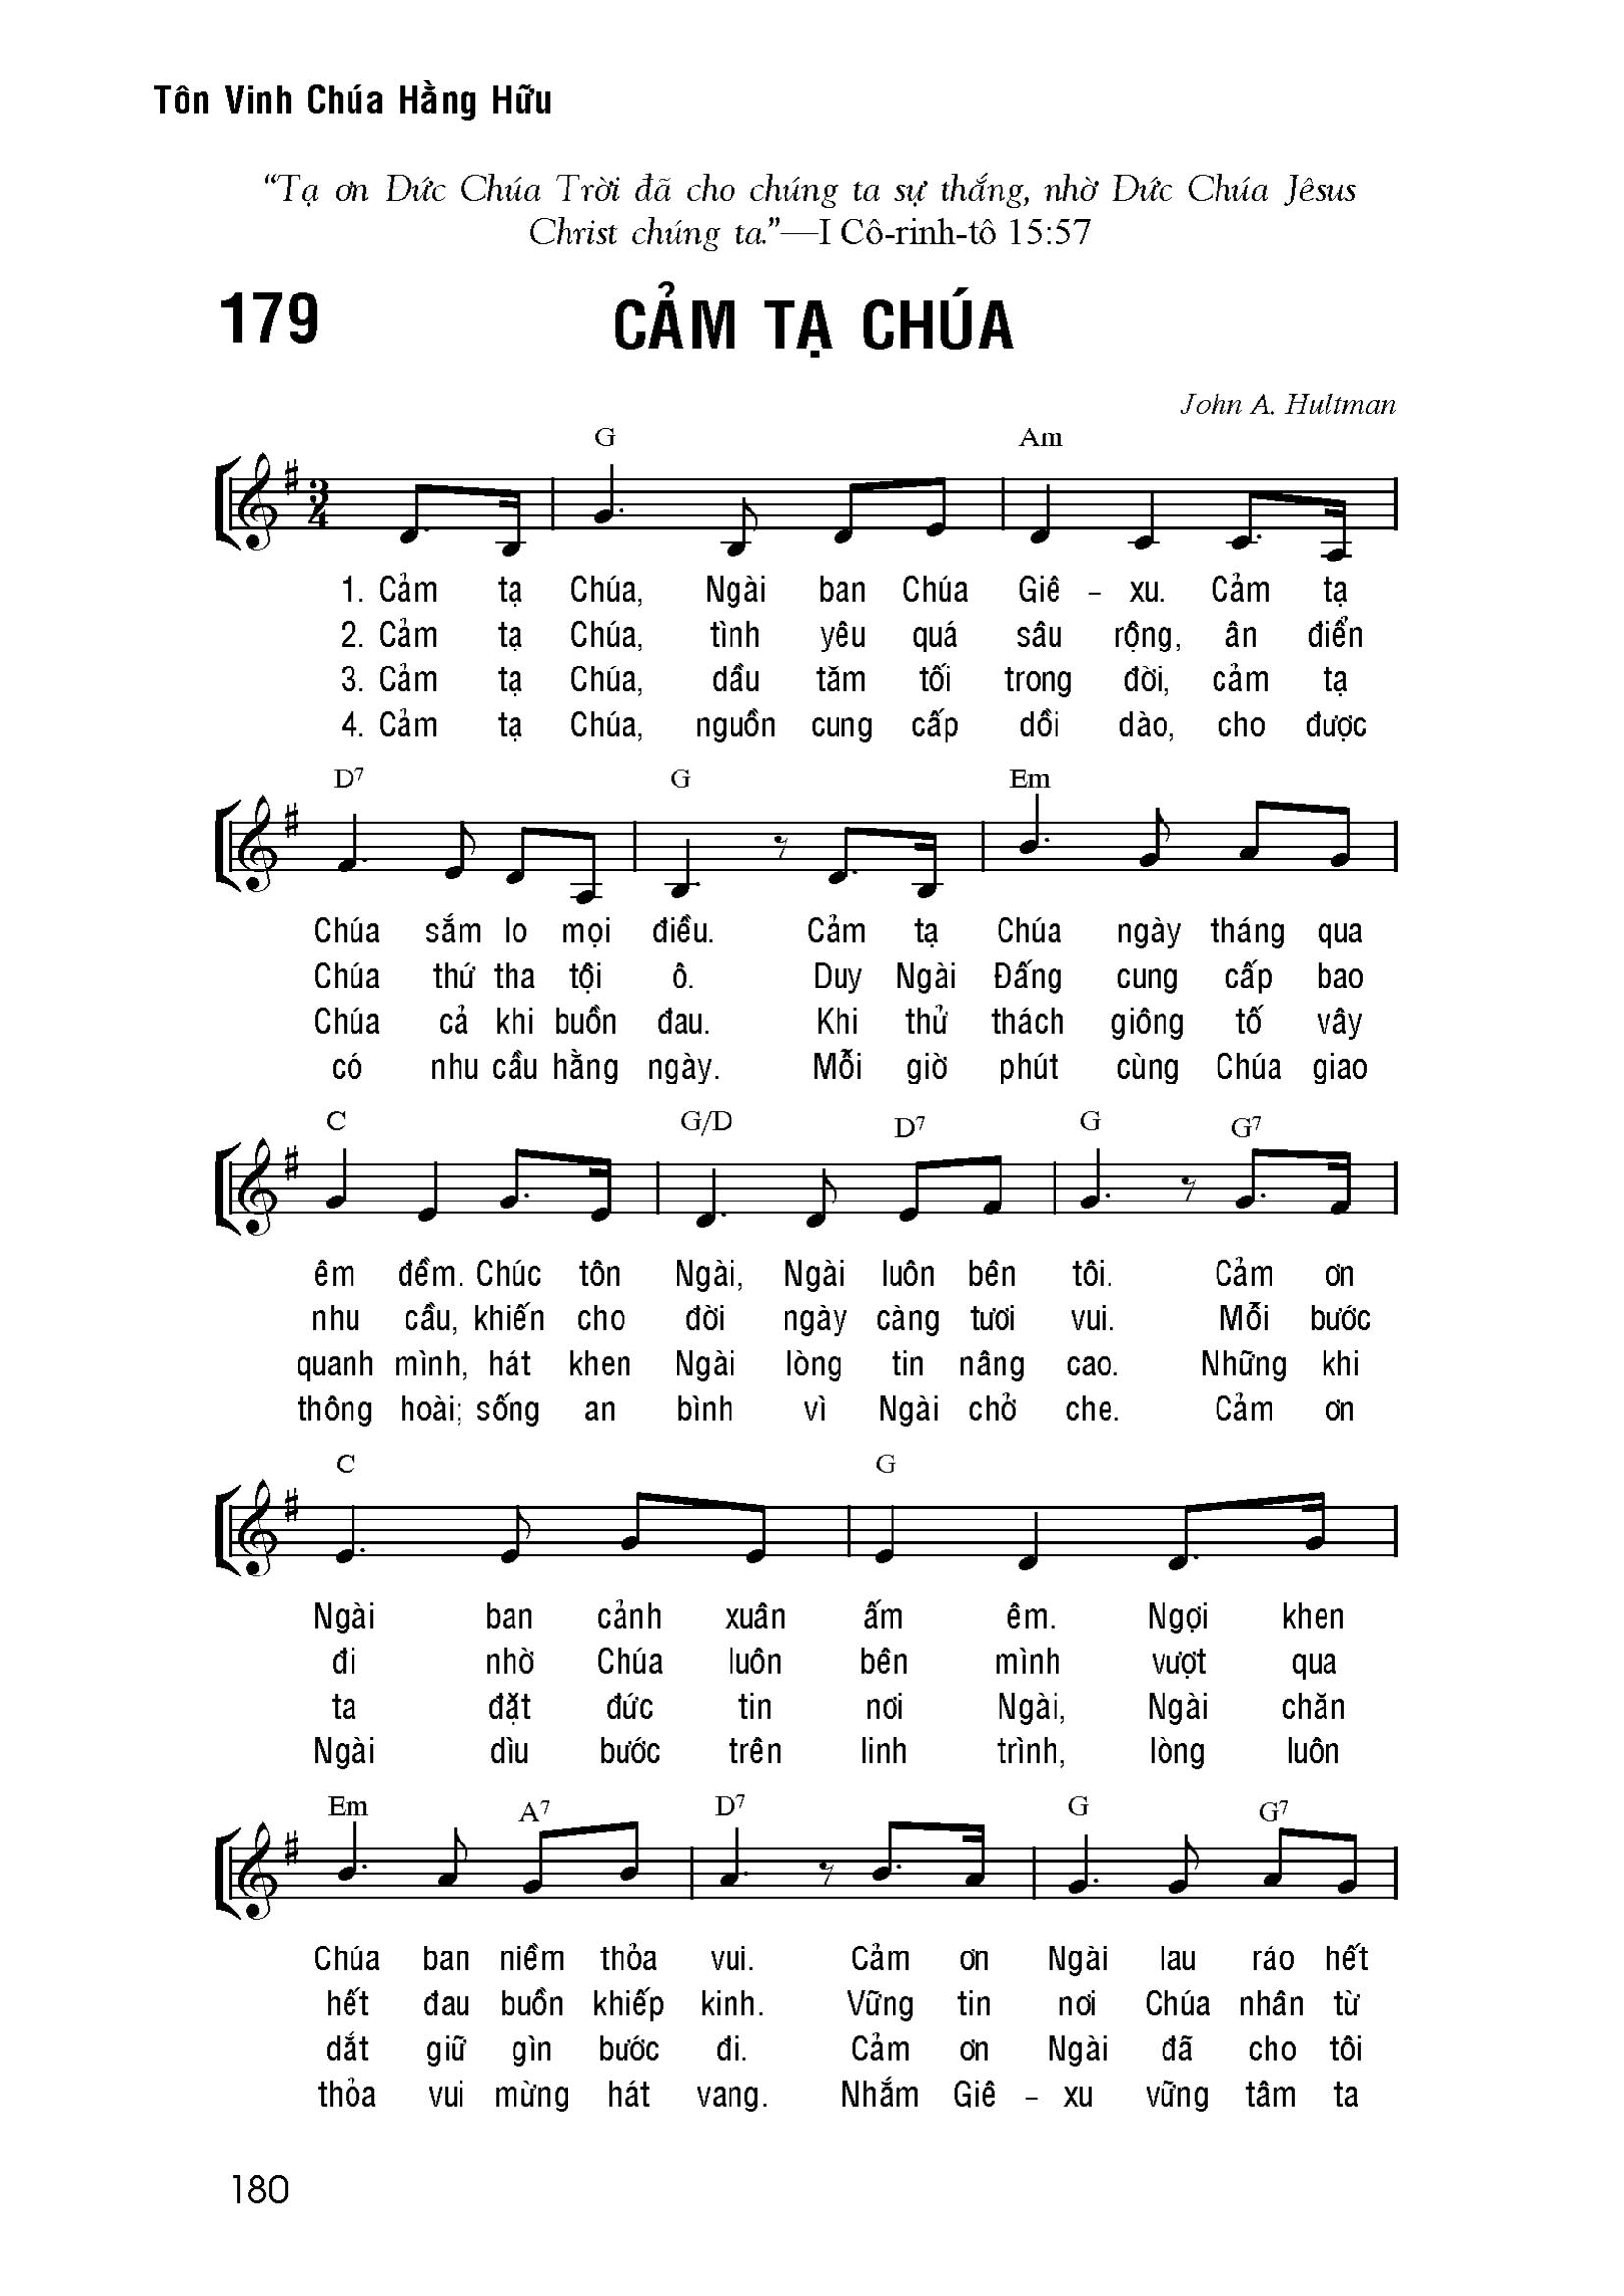 Tôn Vinh Chúa Hằng Hữu
“Tạ ơn Đức Chúa Trời đã cho chúng ta sự thắng, nhờ Đức Chúa Jêsus
Christ chúng ta.”—I Cô-rinh-tô 15:57
179 CẢM TẠ CHÚA
John A. Hultman
G Am
3
4
1. Cảm tạ Chúa, Ngài ban Chúa Giê – xu. Cảm tạ
2. Cảm tạ Chúa, tình yêu quá sâu rộng, ân điển
3. Cảm tạ Chúa, dầu tăm tối trong đời, cảm tạ
4. Cảm tạ Chúa, nguồn cung cấp dồi dào, cho được
D7 G Em
Chúa sắm lo mọi điều. Cảm tạ Chúa ngày tháng qua
Chúa thứ tha tội ô. Duy Ngài Đấng cung cấp bao
Chúa cả khi buồn đau. Khi thử thách giông tố vây
có nhu cầu hằng ngày. Mỗi giờ phút cùng Chúa giao
C G/D D7 G G7
êm đềm. Chúc tôn Ngài, Ngài luôn bên tôi. Cảm ơn
nhu cầu, khiến cho đời ngày càng tươi vui. Mỗi bước
quanh mình, hát khen Ngài lòng tin nâng cao. Những khi
thông hoài; sống an bình vì Ngài chở che. Cảm ơn
C G
Ngài ban cảnh xuân ấm êm. Ngợi khen
đi nhờ Chúa luôn bên mình vượt qua
ta đặt đức tin nơi Ngài, Ngài chăn
Ngài dìu bước trên linh trình, lòng luôn
Em A7 D7 G G7
Chúa ban niềm thỏa vui. Cảm ơn Ngài lau ráo hết
hết đau buồn khiếp kinh. Vững tin nơi Chúa nhân từ
dắt giữ gìn bước đi. Cảm ơn Ngài đã cho tôi
thỏa vui mừng hát vang. Nhắm Giê – xu vững tâm ta
180